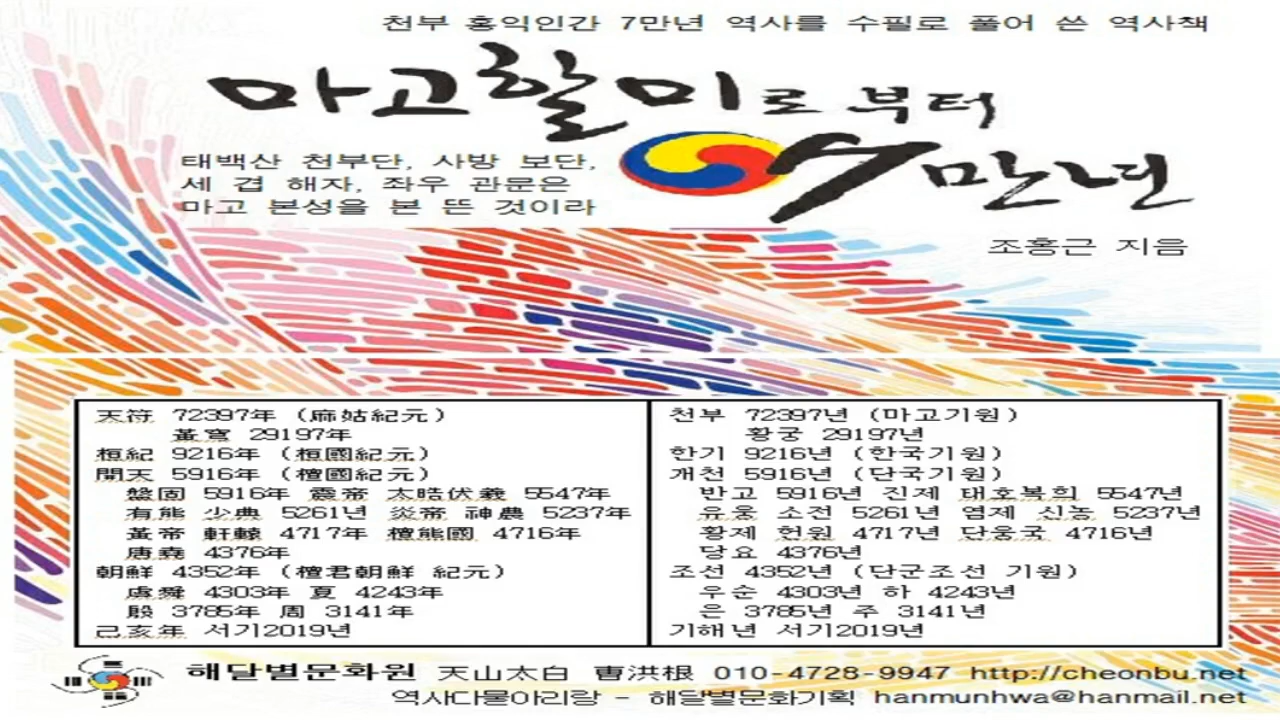 천부 홍익인간 7만년 역사를 수필로 풀어 쓴 역사책
마고할미로부터
7만년
태백산 천부단, 사방 보단,
세 겹 해자, 좌우 관문은
마고 본성을 본 뜬 것이라
조홍근 지음
天符 72397年 (麻姑紀元)
黃穹 29197年
桓紀 9216年 (桓國紀元)
開天 5916年 (檀國紀元)
盤固 5916年 震帝 太皓伏羲 5547年
有熊 少典 5261년 炎帝 神農 5237年
黃帝 軒轅 4717年 檀熊國 4716年
唐堯 4376年
朝鮮 4352年 (檀君朝鮮 紀元)
虞舜 4303年 夏 4243年
殷 3785年 周 3141年
己亥年 서기2019년
천부 72397년 (마고기원)
황궁 29197년
한기 9216년 (한국기원)
개천 5916년 (단국기원)
반고 5916년 진제 태호복희 5547년
유웅 소전 5261년 염제 신농 5237년
황제 헌원 4717년 단웅국 4716년
당요 4376년
조선 4352년 (단군조선 기원)
우순 4303년 하 4243년
은 3785년 주 3141년
기해년 서기2019년
해달별문화원 天山太白 曺洪根 010-4728-9947 http://cheonbu.net
역사다물아리랑 - 해달별문화기획 hanmunhwa@hanmail.net